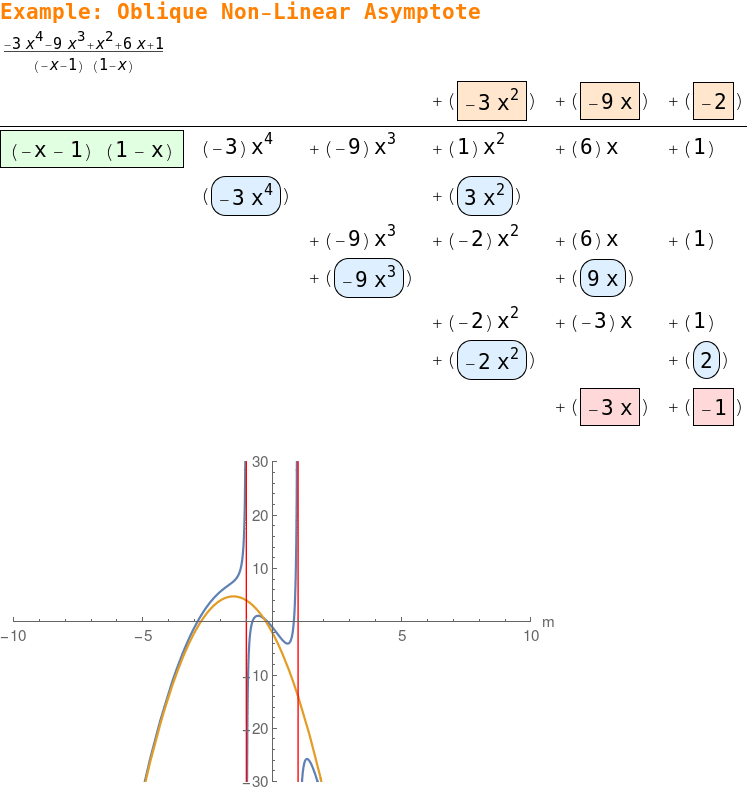 Example: Oblique Non-Linear Asymptote
-3 x^4-9 x^3+x^2+6 x+1
(-x-1) (1-x)
+ ( -3 x^2 ) + ( -9 x ) + ( -2 )
(-x - 1) (1 - x) (-3) x^4 + (-9) x^3 + (1) x^2 + (6) x + (1)
( -3 x^4 ) + ( 3 x^2 )
+ (-9) x^3 + (-2) x^2 + (6) x + (1)
+ ( -9 x^3 ) + ( 9 x )
+ (-2) x^2 + (-3) x + (1)
+ ( -2 x^2 ) + ( 2 )
+ ( -3 x ) + ( -1 )
30
20
10
m
-10 -5 5 10
-10
-20
-30